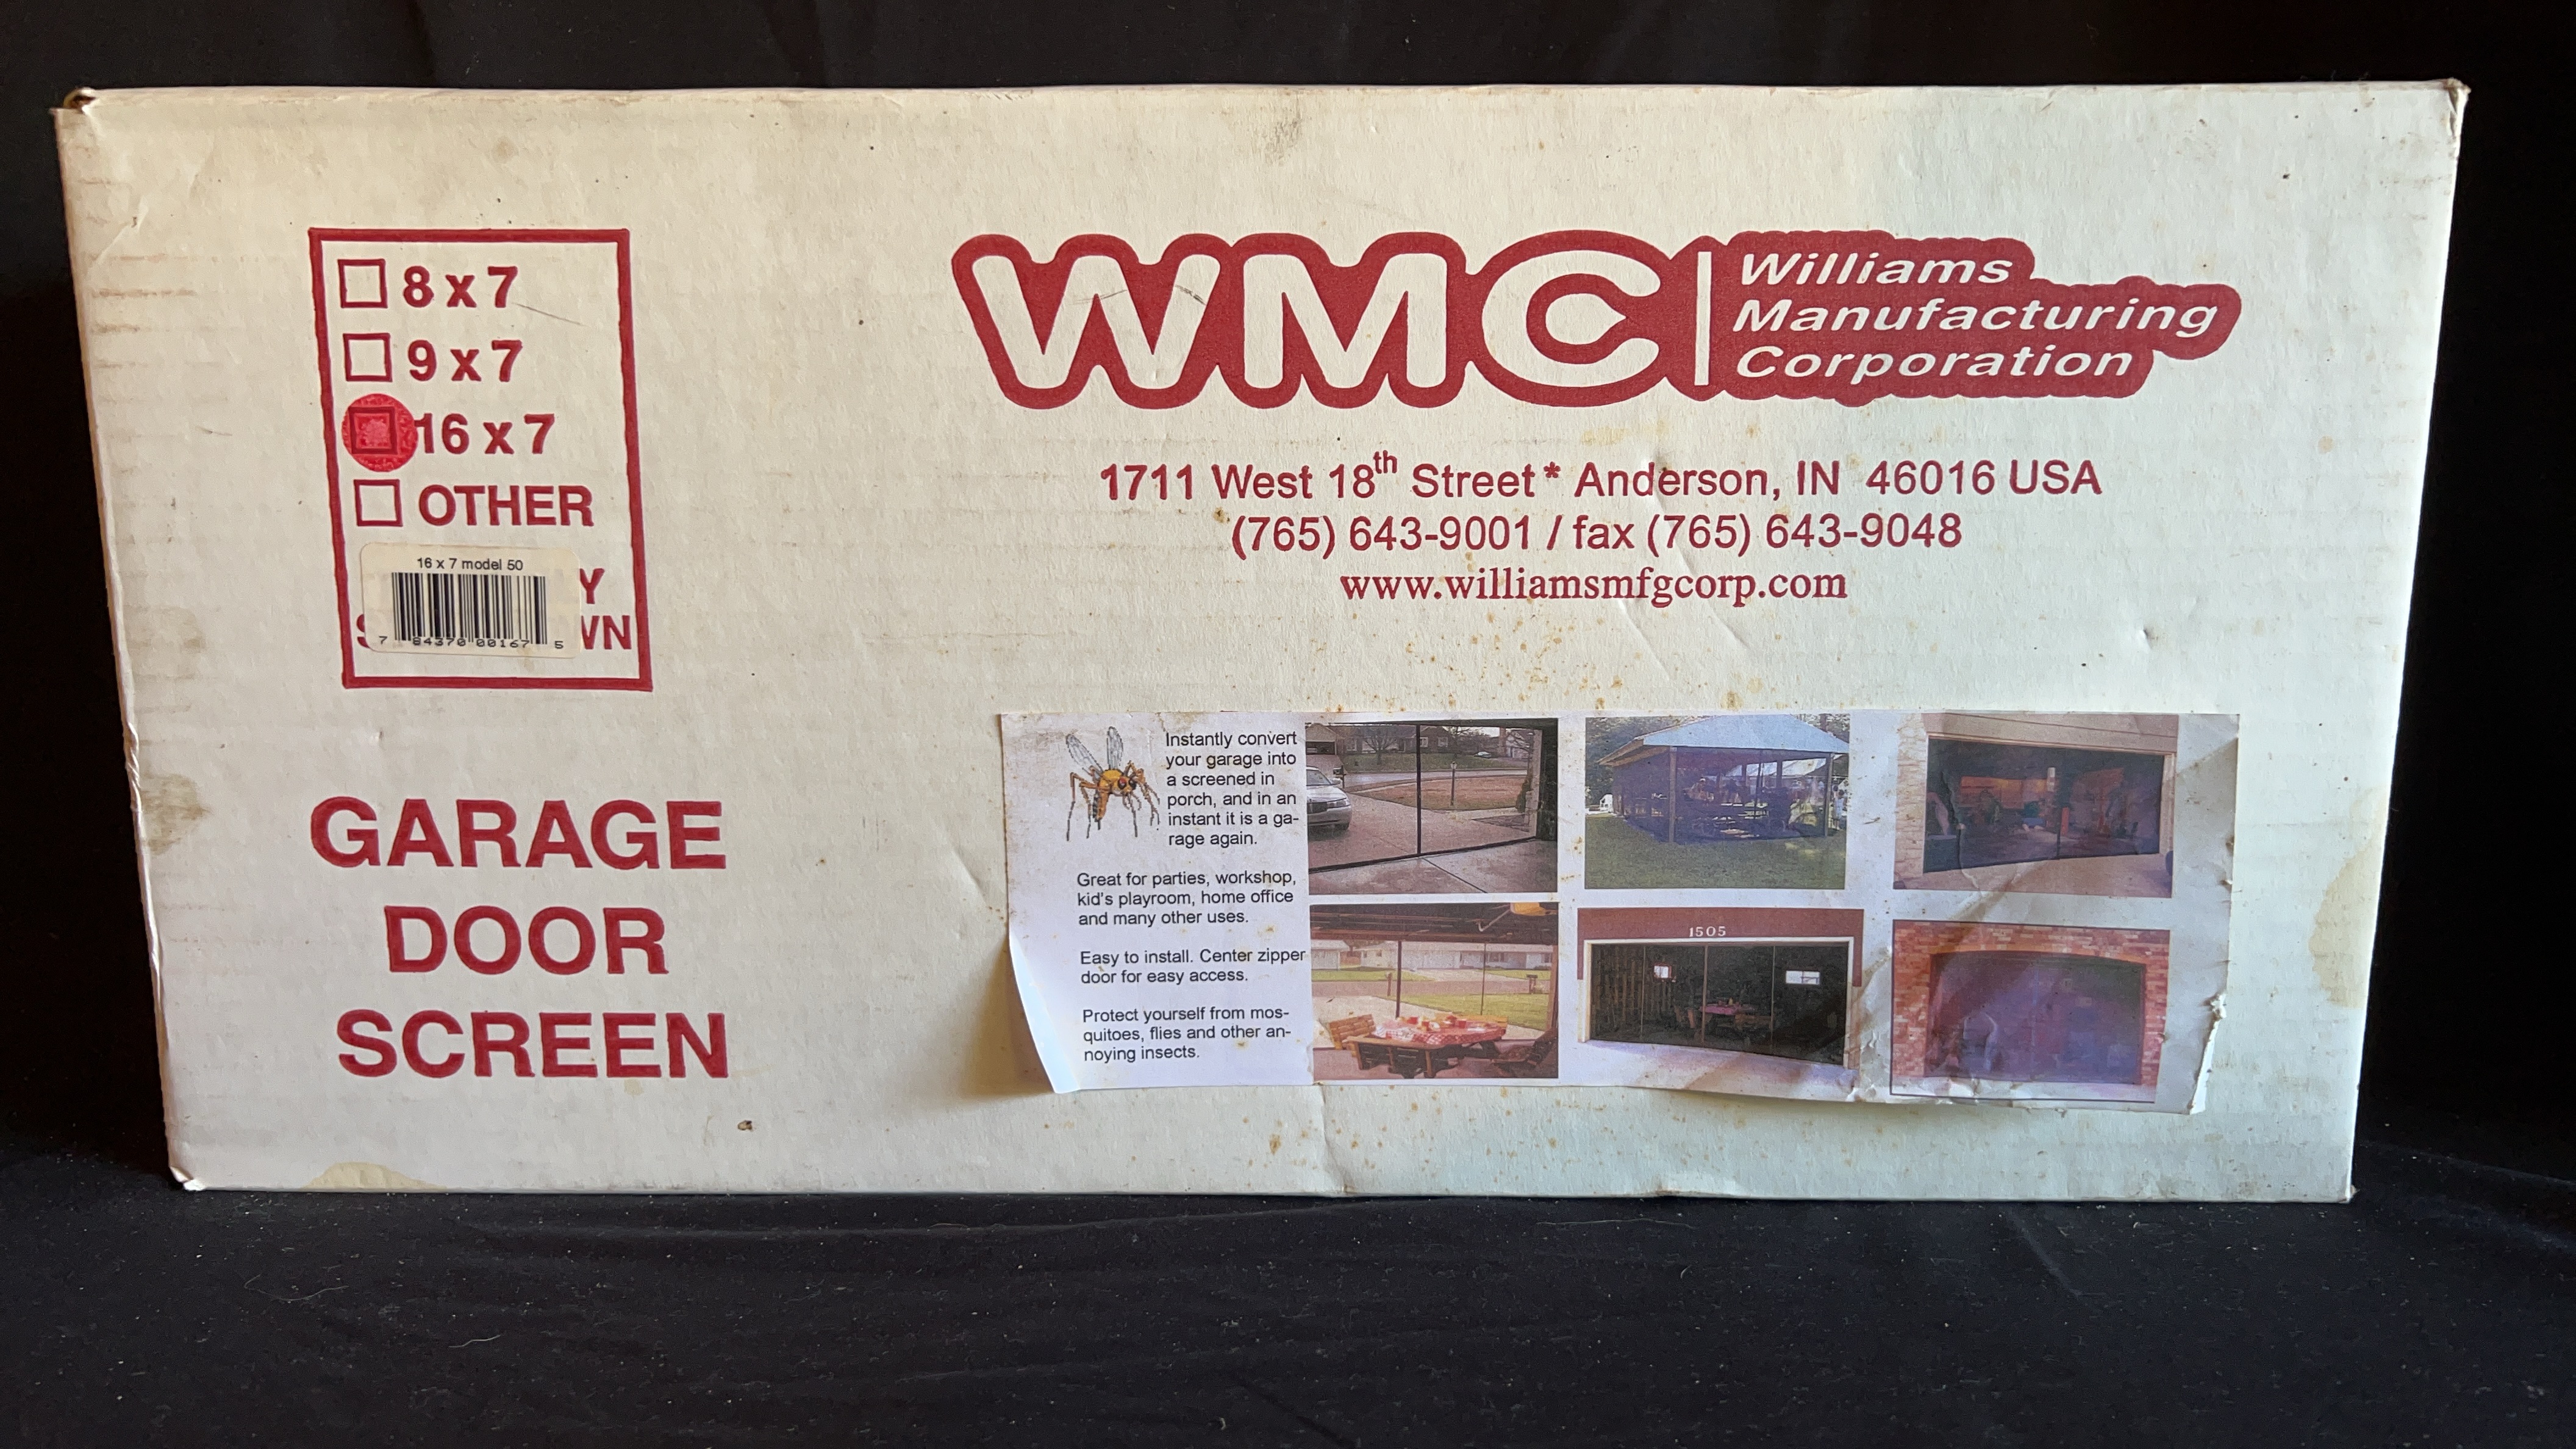 8 x 7
9 x 7
16 x 7
OTHER
16 x 7 model 50
7 84370 00167 5
GARAGE
DOOR
SCREEN
WMC
Williams
Manufacturing
Corporation
1711 West 18th Street* Anderson, IN 46016 USA
(765) 643-9001 / fax (765) 643-9048
www.williamsmfgcorp.com
Instantly convert
your garage into
a screened in
porch, and in an
instant it is a ga-
rage again.
Great for parties, workshop,
kid's playroom, home office
and many other uses.
Easy to install. Center zipper
door for easy access.
Protect yourself from mos-
quitoes, flies and other an-
noying insects.
1505